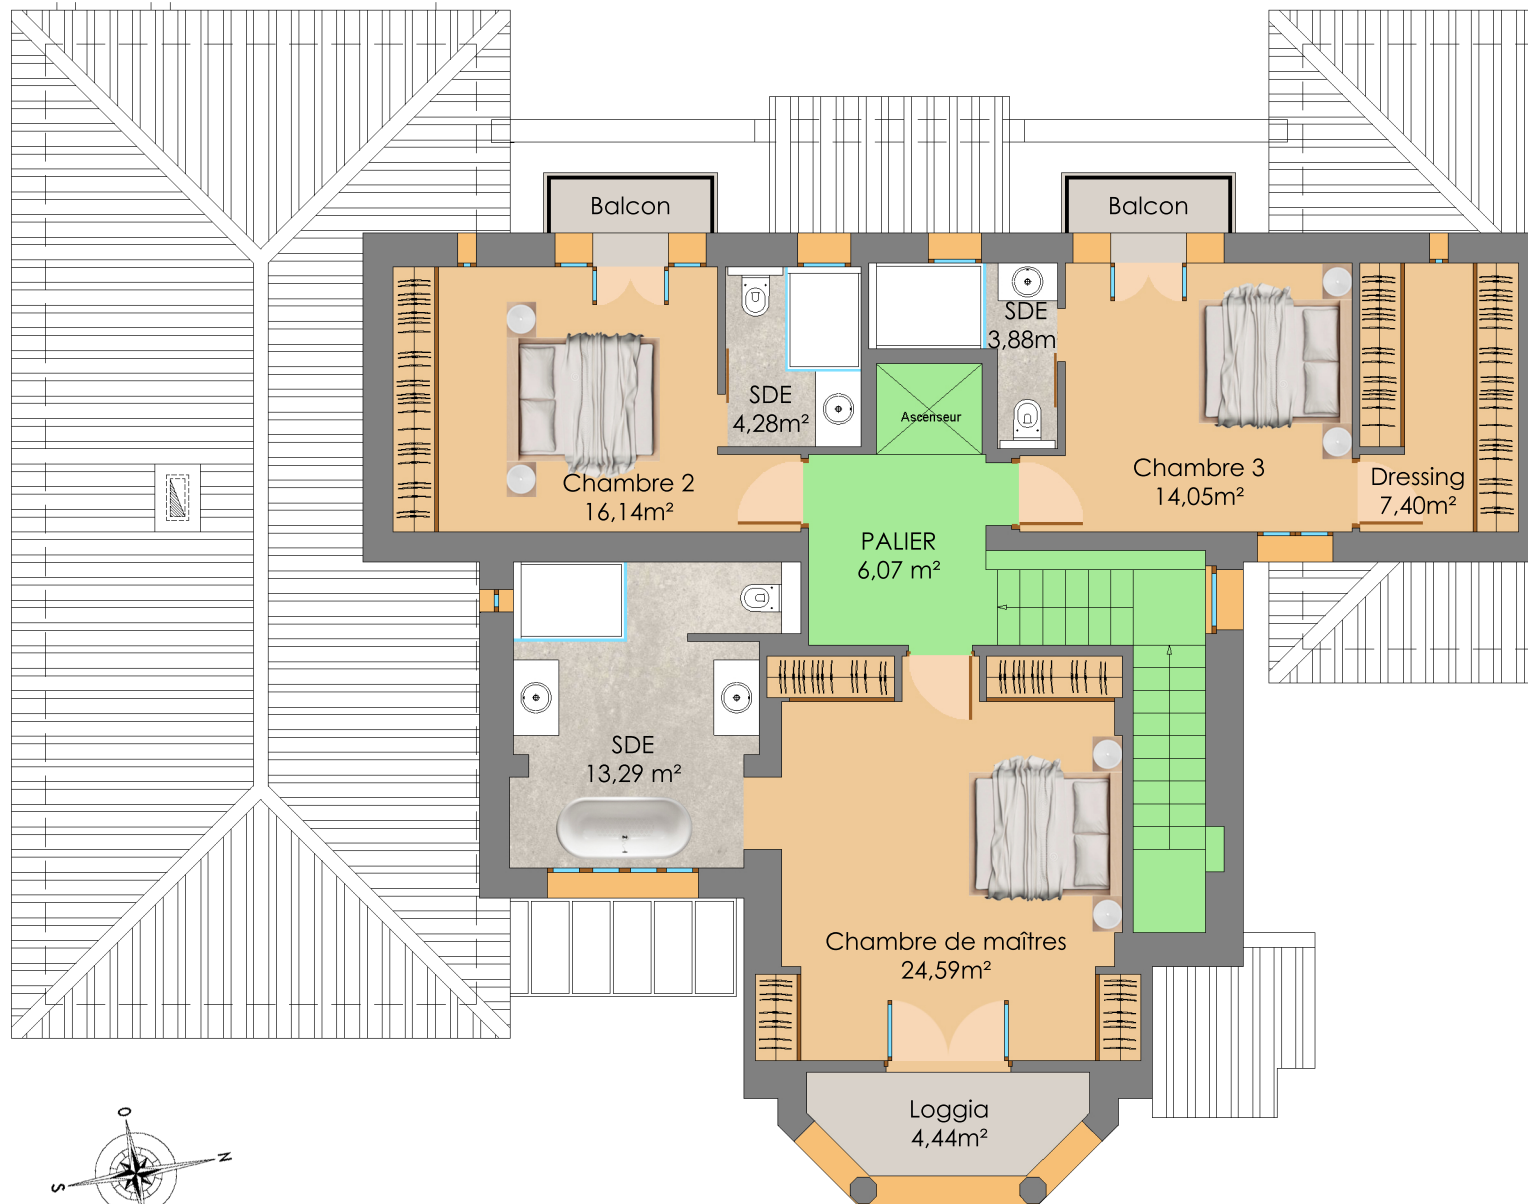 Balcon
Balcon
SDE
3,88m
SDE
4,28m²
Ascenseur
Chambre 2
16,14m²
Chambre 3
14,05m²
Dressing
7,40m²
PALIER
6,07 m²
SDE
13,29 m²
Chambre de maîtres
24,59m²
Loggia
4,44m²
O
N
S